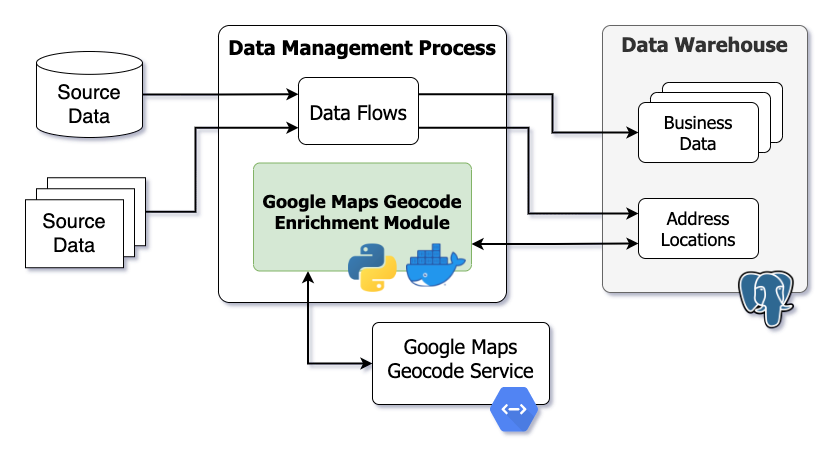 Data Management Process
Data Warehouse
Source
Data
Data Flows
Business
Data
Google Maps Geocode
Enrichment Module
Source
Data
Address
Locations
Google Maps
Geocode Service